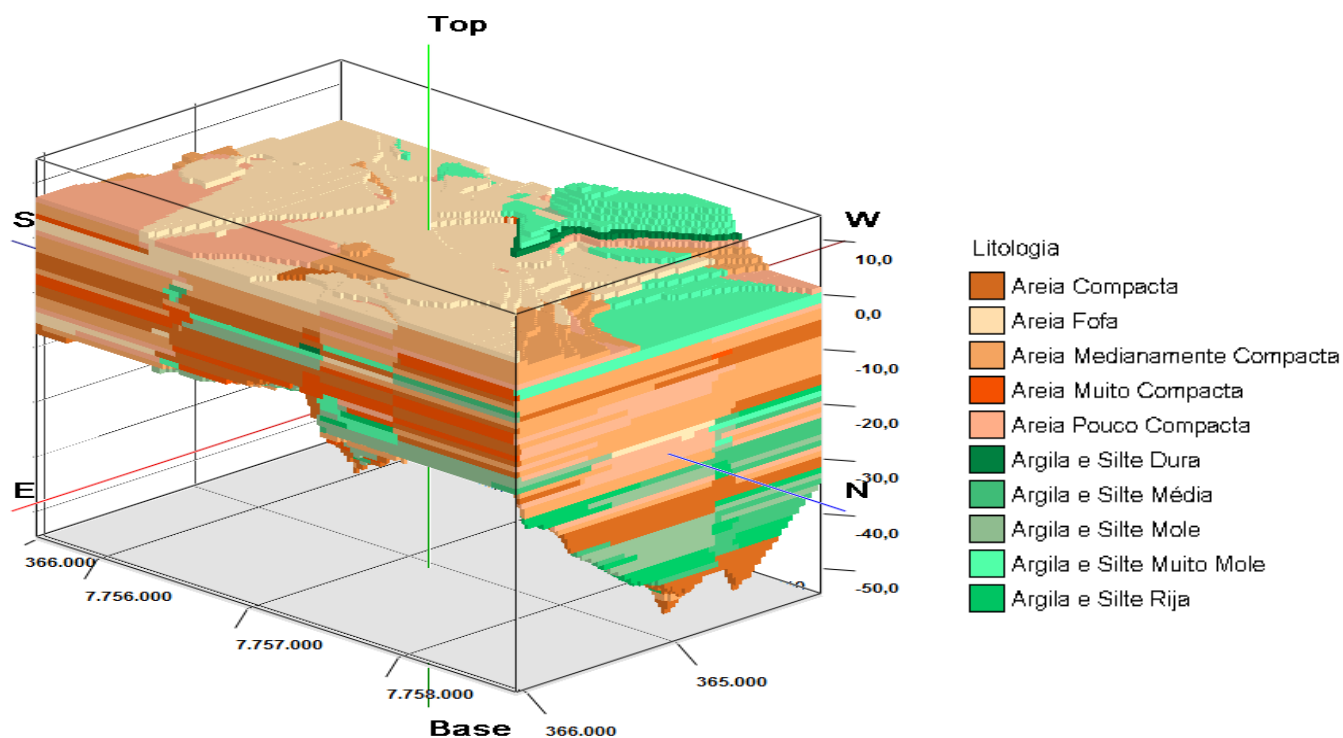 Top
S
W
10,0
0,0
-10,0
-20,0
-30,0
-40,0
-50,0
E
N
366.000
7.756.000
7.757.000
7.758.000
365.000
366.000
Base
Litologia
Areia Compacta
Areia Fofa
Areia Medianamente Compacta
Areia Muito Compacta
Areia Pouco Compacta
Argila e Silte Dura
Argila e Silte Média
Argila e Silte Mole
Argila e Silte Muito Mole
Argila e Silte Rija